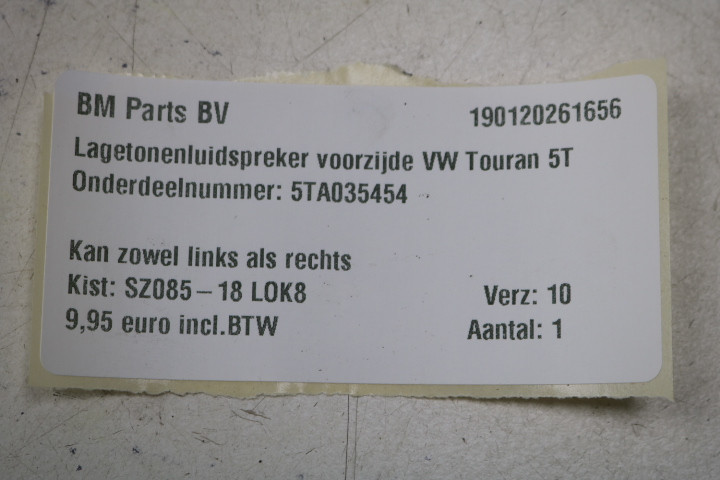 BM Parts BV 190120261656
Lagetonenluidspreker voorzijde VW Touran 5T
Onderdeelnummer: 5TA035454
Kan zowel links als rechts
Kist: SZ085-18 LOK8 Verz: 10
9,95 euro incl.BTW Aantal: 1